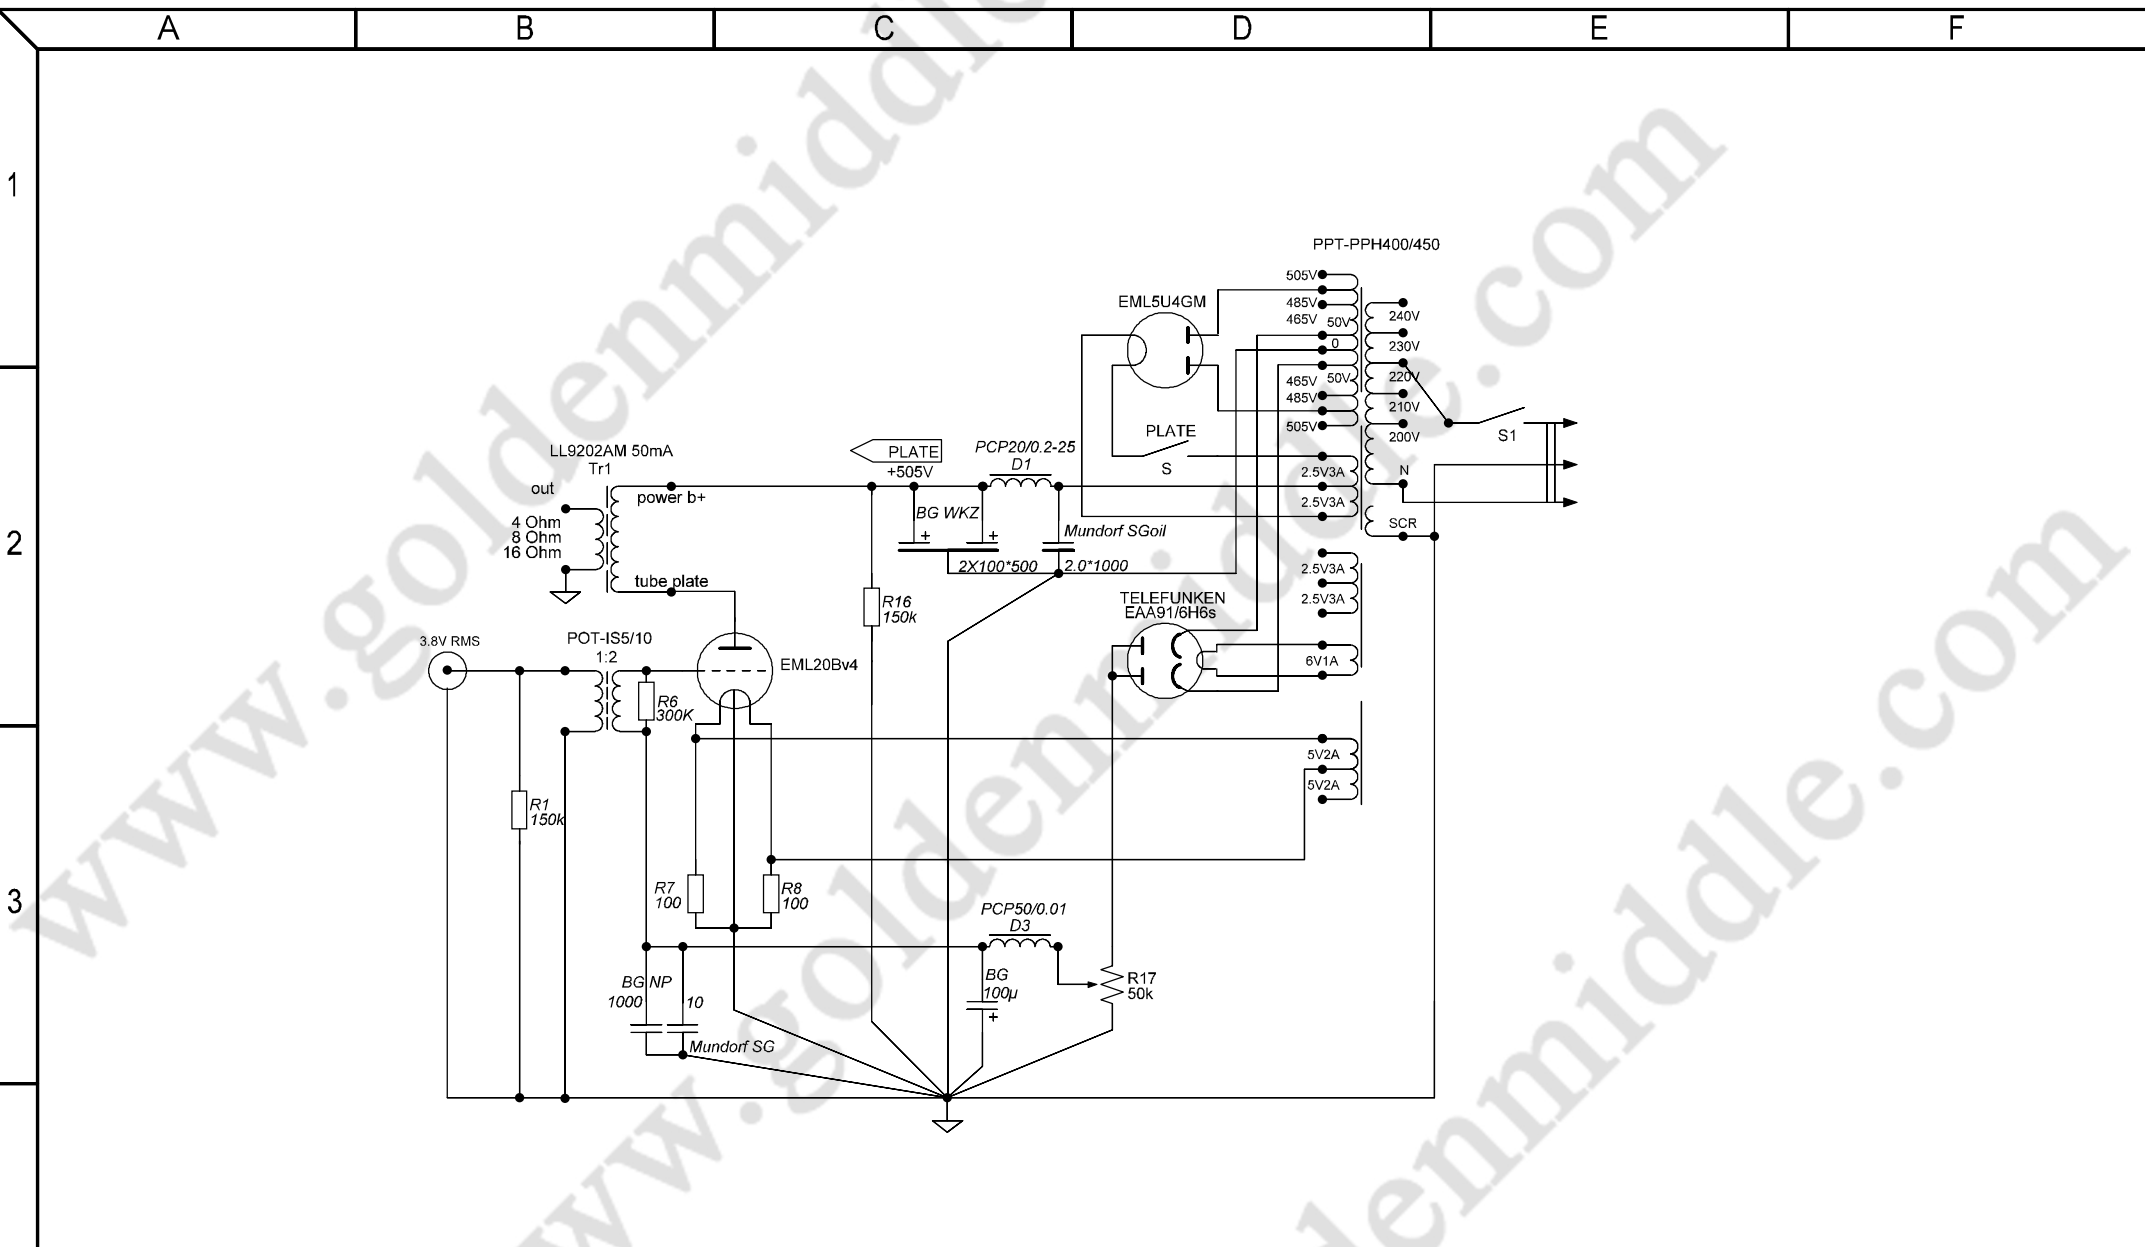 A B C D E F
1
2
3
PPT-PPH400/450
505V
485V
465V
50V
0
50V
465V
485V
505V
240V
230V
220V
210V
200V
N
SCR
S1
EML5U4GM
PLATE
S
2.5V3A
2.5V3A
2.5V3A
2.5V3A
6V1A
5V2A
5V2A
LL9202AM 50mA
Tr1
out
4 Ohm
8 Ohm
16 Ohm
power b+
tube plate
PLATE
+505V
PCP20/0.2-25
D1
BG WKZ
+
+
2X100*500
Mundorf SGoil
2.0*1000
R16
150k
TELEFUNKEN
EAA91/6H6s
3.8V RMS
POT-IS5/10
1:2
EML20Bv4
R6
300K
R1
150k
R7
100
R8
100
PCP50/0.01
D3
BG NP
1000
10
Mundorf SG
BG
100µ
+
R17
50k
www.goldenmiddle.com
www.goldenmiddle.com